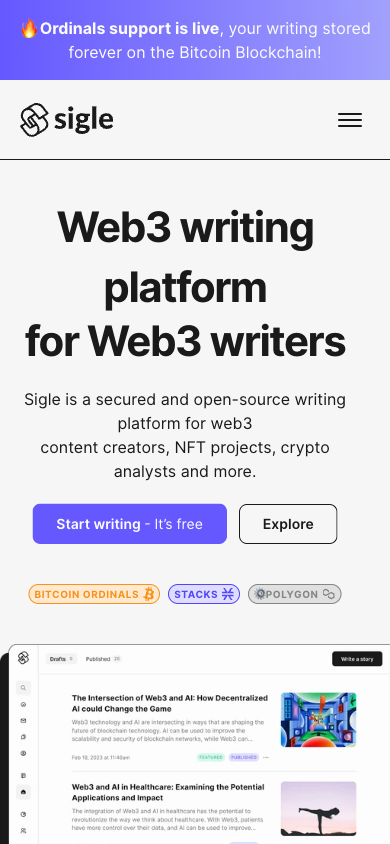 🔥Ordinals support is live, your writing stored
forever on the Bitcoin Blockchain!
sigle
Web3 writing
platform
for Web3 writers
Sigle is a secured and open-source writing
platform for web3
content creators, NFT projects, crypto
analysts and more.
Start writing - It's free
Explore
BITCOIN ORDINALS
STACKS
POLYGON
Drafts
Published
Write a story
The Intersection of Web3 and AI: How Decentralized
AI could Change the Game
Web3 technology and AI are intersecting in ways that are shaping the
future of blockchain technology. AI can be used to improve the
scalability and security of blockchain networks, while Web3 can...
Feb 16, 2023 at 11:46am
FEATURED
PUBLISHED
Web3 and AI in Healthcare: Examining the Potential
Applications and Impact
The integration of Web3 and AI in healthcare has the potential to
revolutionize the way we think about healthcare. With Web3, patients
have more control over their data, and AI can be used to improve...